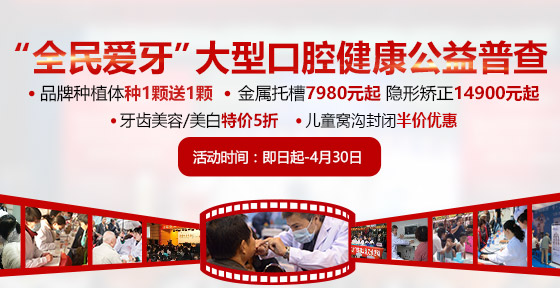 “全民爱牙”大型口腔健康公益普查
• 品牌种植体种1颗送1颗 • 金属托槽7980元起 隐形矫正14900元起
• 牙齿美容/美白特价5折 • 儿童窝沟封闭半价优惠
活动时间：即日起-4月30日